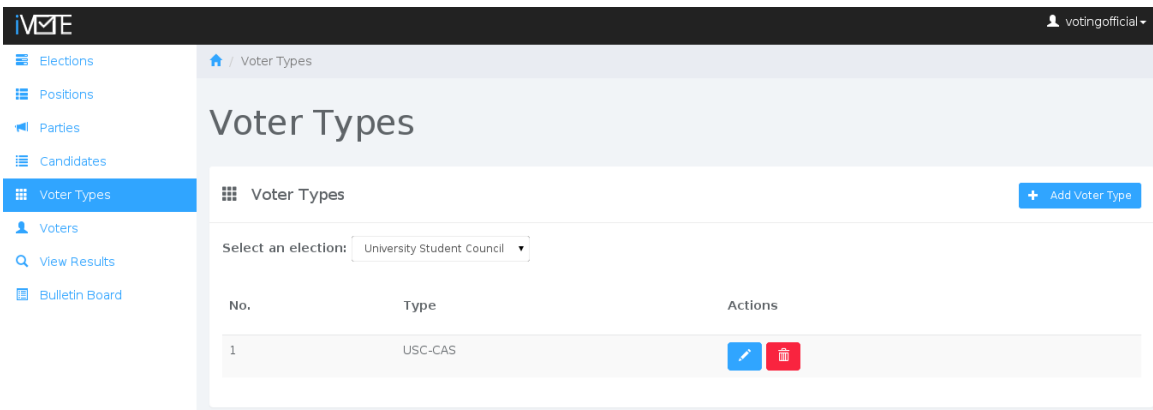 iVOTE
votingofficial
Elections
Positions
Parties
Candidates
Voter Types
Voters
View Results
Bulletin Board
/ Voter Types
Voter Types
Voter Types
+ Add Voter Type
Select an election: University Student Council
No. Type Actions
1 USC-CAS